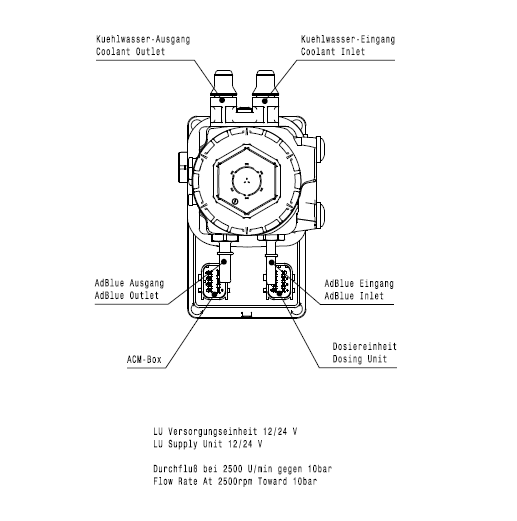 Kuehlwasser-Ausgang
Coolant Outlet
Kuehlwasser-Eingang
Coolant Inlet
AdBlue Ausgang
AdBlue Outlet
AdBlue Eingang
AdBlue Inlet
ACM-Box
Dosiereinheit
Dosing Unit
LU Versorgungseinheit 12/24 V
LU Supply Unit 12/24 V
Durchfluß bei 2500 U/min gegen 10bar
Flow Rate At 2500rpm Toward 10bar